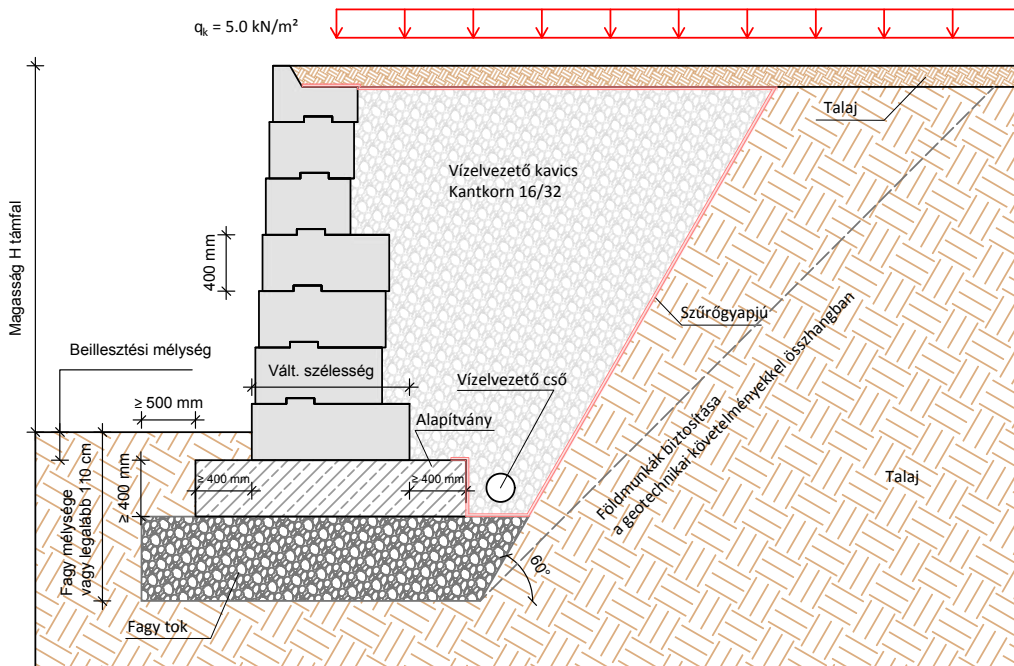 qk = 5.0 kN/m²
Talaj
Vízelvezető kavics
Kantkorn 16/32
Magasság H támfal
400 mm
Szűrőgyapjú
Beillesztési mélység
Vált. szélesség
Vízelvezető cső
≥ 500 mm
Alapítvány
Földmunkák biztosítása
a geotechnikai követelményekkel összhangban
Talaj
≥ 400 mm
≥ 400 mm
≥ 400 mm
Fagy mélysége
vagy legalább 110 cm
60°
Fagy tok